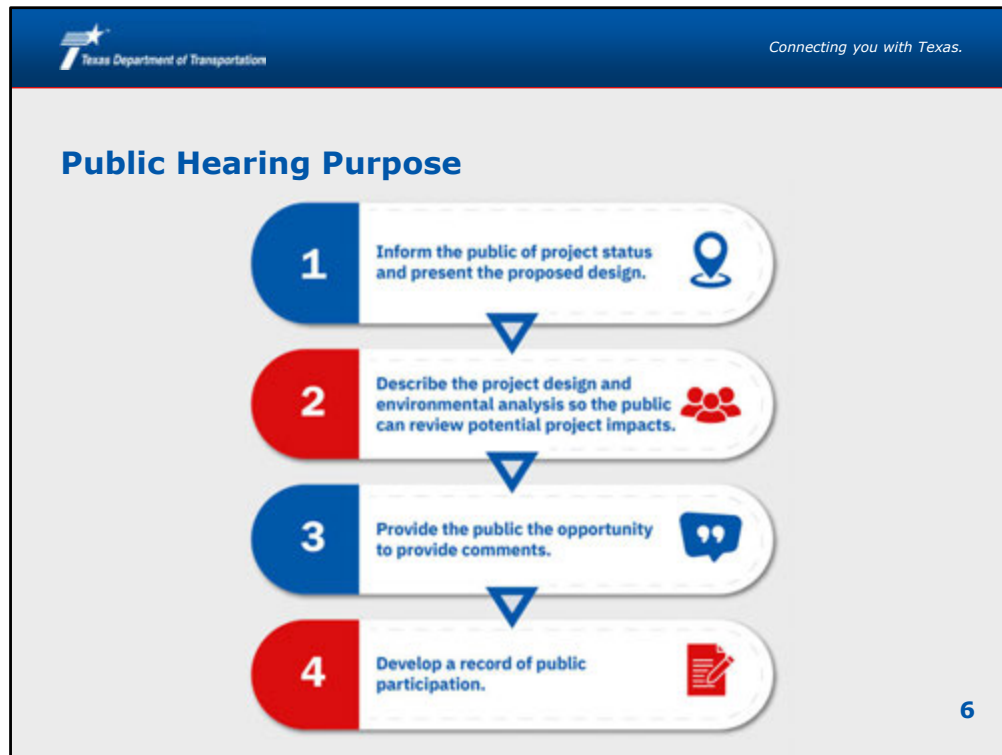 Texas Department of Transportation
Connecting you with Texas.
Public Hearing Purpose
1
Inform the public of project status
and present the proposed design.
2
Describe the project design and
environmental analysis so the public
can review potential project impacts.
3
Provide the public the opportunity
to provide comments.
4
Develop a record of public
participation.
6